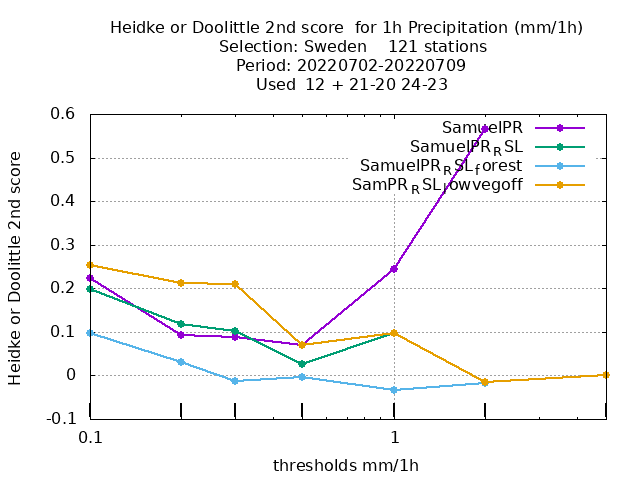 Heidke or Doolittle 2nd score  for 1h Precipitation (mm/1h)
Selection: Sweden    121 stations
Period: 20220702-20220709
Used  12 + 21-20 24-23
Heidke or Doolittle 2nd score
0.6
0.5
0.4
0.3
0.2
0.1
0
-0.1
SamuelPR
SamuelPR_RSL
SamuelPR_RSL_forest
SamPR_RSL_lowvegoff
0.1
1
thresholds mm/1h